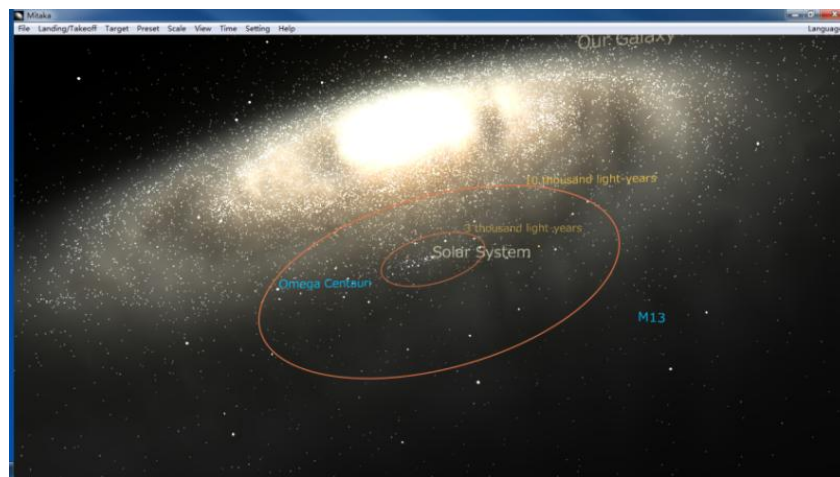 Mitaka
File Landing/Takeoff Target Preset Scale View Time Setting Help Language
Our Galaxy
10 thousand light-years
3 thousand light-years
Solar System
Omega Centauri
M13